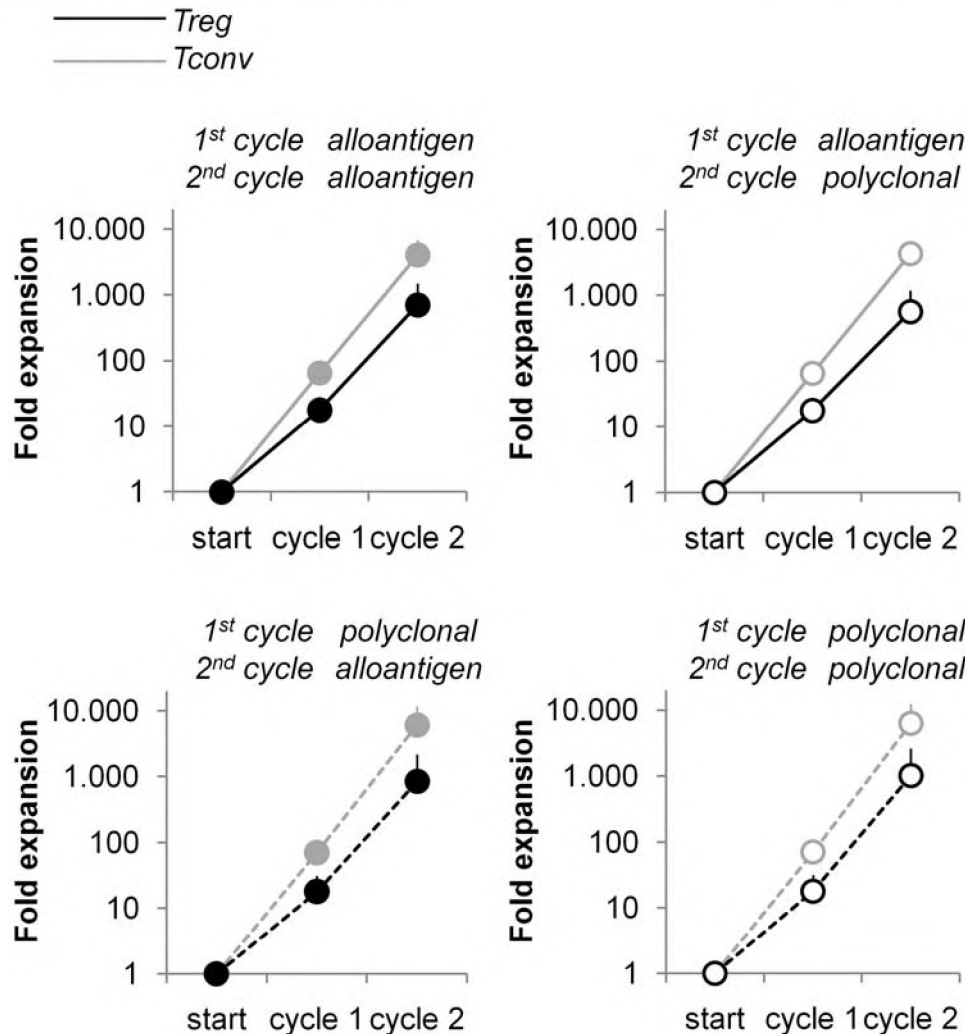 Treg
Tconv
1st cycle alloantigen
2nd cycle alloantigen
Fold expansion
10.000
1.000
100
10
1
start cycle 1 cycle 2
1st cycle alloantigen
2nd cycle polyclonal
Fold expansion
10.000
1.000
100
10
1
start cycle 1 cycle 2
1st cycle polyclonal
2nd cycle alloantigen
Fold expansion
10.000
1.000
100
10
1
start cycle 1 cycle 2
1st cycle polyclonal
2nd cycle polyclonal
Fold expansion
10.000
1.000
100
10
1
start cycle 1 cycle 2